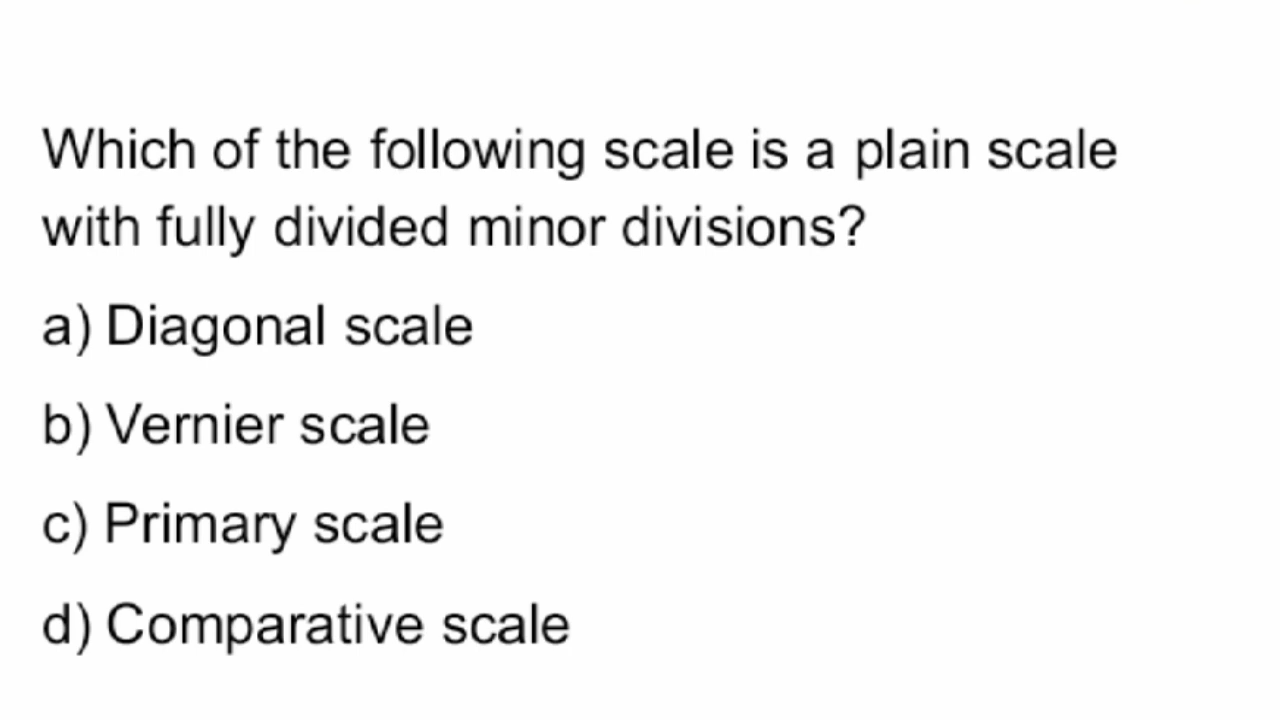 Which of the following scale is a plain scale
with fully divided minor divisions?
a) Diagonal scale
b) Vernier scale
c) Primary scale
d) Comparative scale